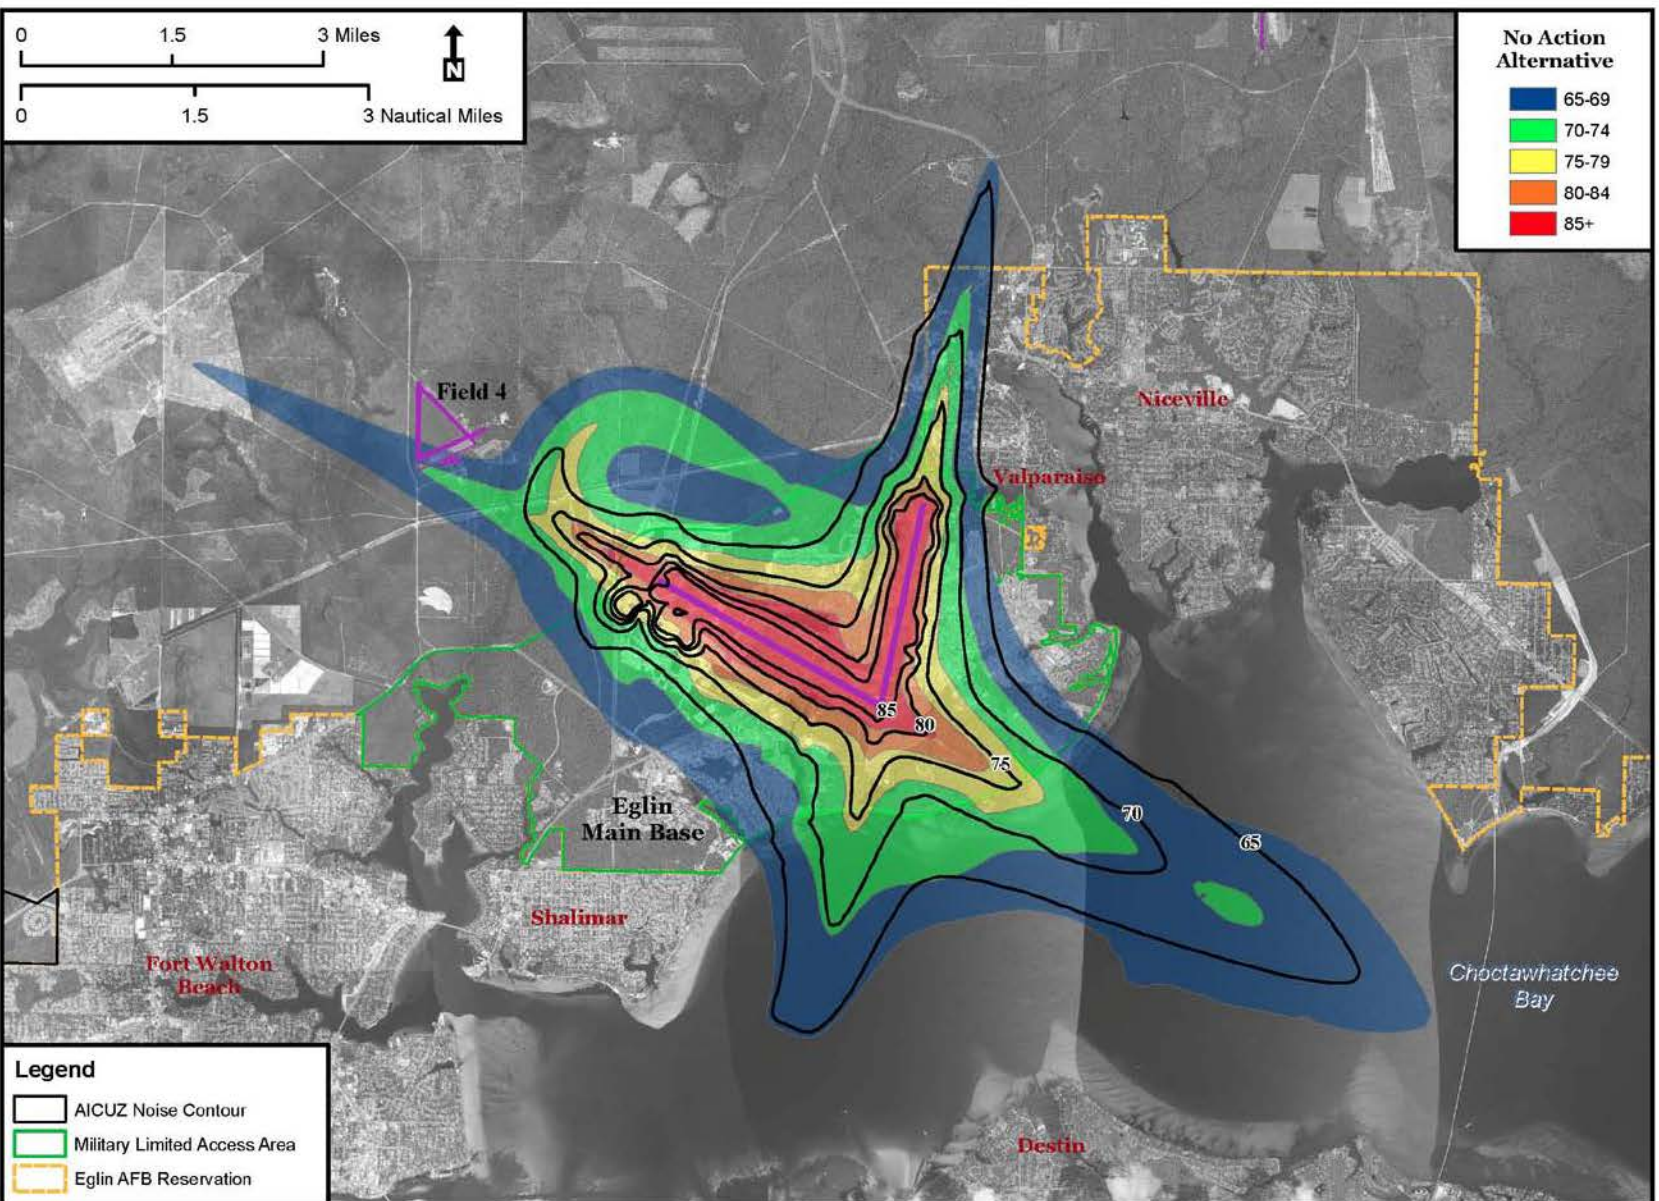 0 1.5 3 Miles
N
0 1.5 3 Nautical Miles
No Action
Alternative
65-69
70-74
75-79
80-84
85+
Field 4
Niceville
Valparaiso
85
80
75
70
65
Eglin
Main Base
Shalimar
Fort Walton
Beach
Choctawhatchee
Bay
Destin
Legend
AICUZ Noise Contour
Military Limited Access Area
Eglin AFB Reservation